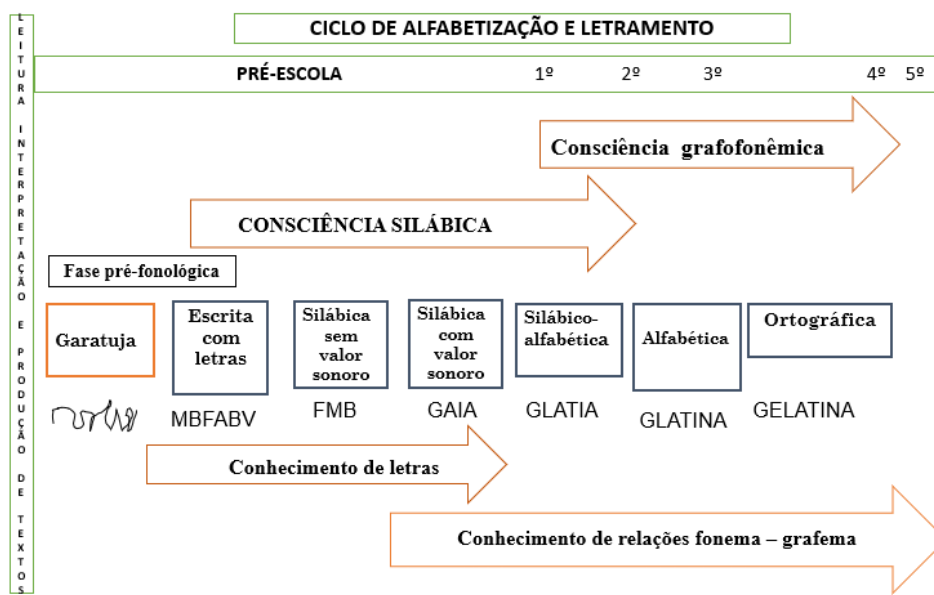 CICLO DE ALFABETIZAÇÃO E LETRAMENTO
PRÉ-ESCOLA 1º 2º 3º 4º 5º
LEITURA INTERPRETAÇÃO E PRODUÇÃO DE TEXTOS
Consciência grafofonêmica
CONSCIÊNCIA SILÁBICA
Fase pré-fonológica
Garatuja
Escrita
com
letras
Silábica
sem
valor
sonoro
Silábica
com
valor
sonoro
Silábico-
alfabética
Alfabética
Ortográfica
MBFABV
FMB
GAIA
GLATIA
GLATINA
GELATINA
Conhecimento de letras
Conhecimento de relações fonema – grafema